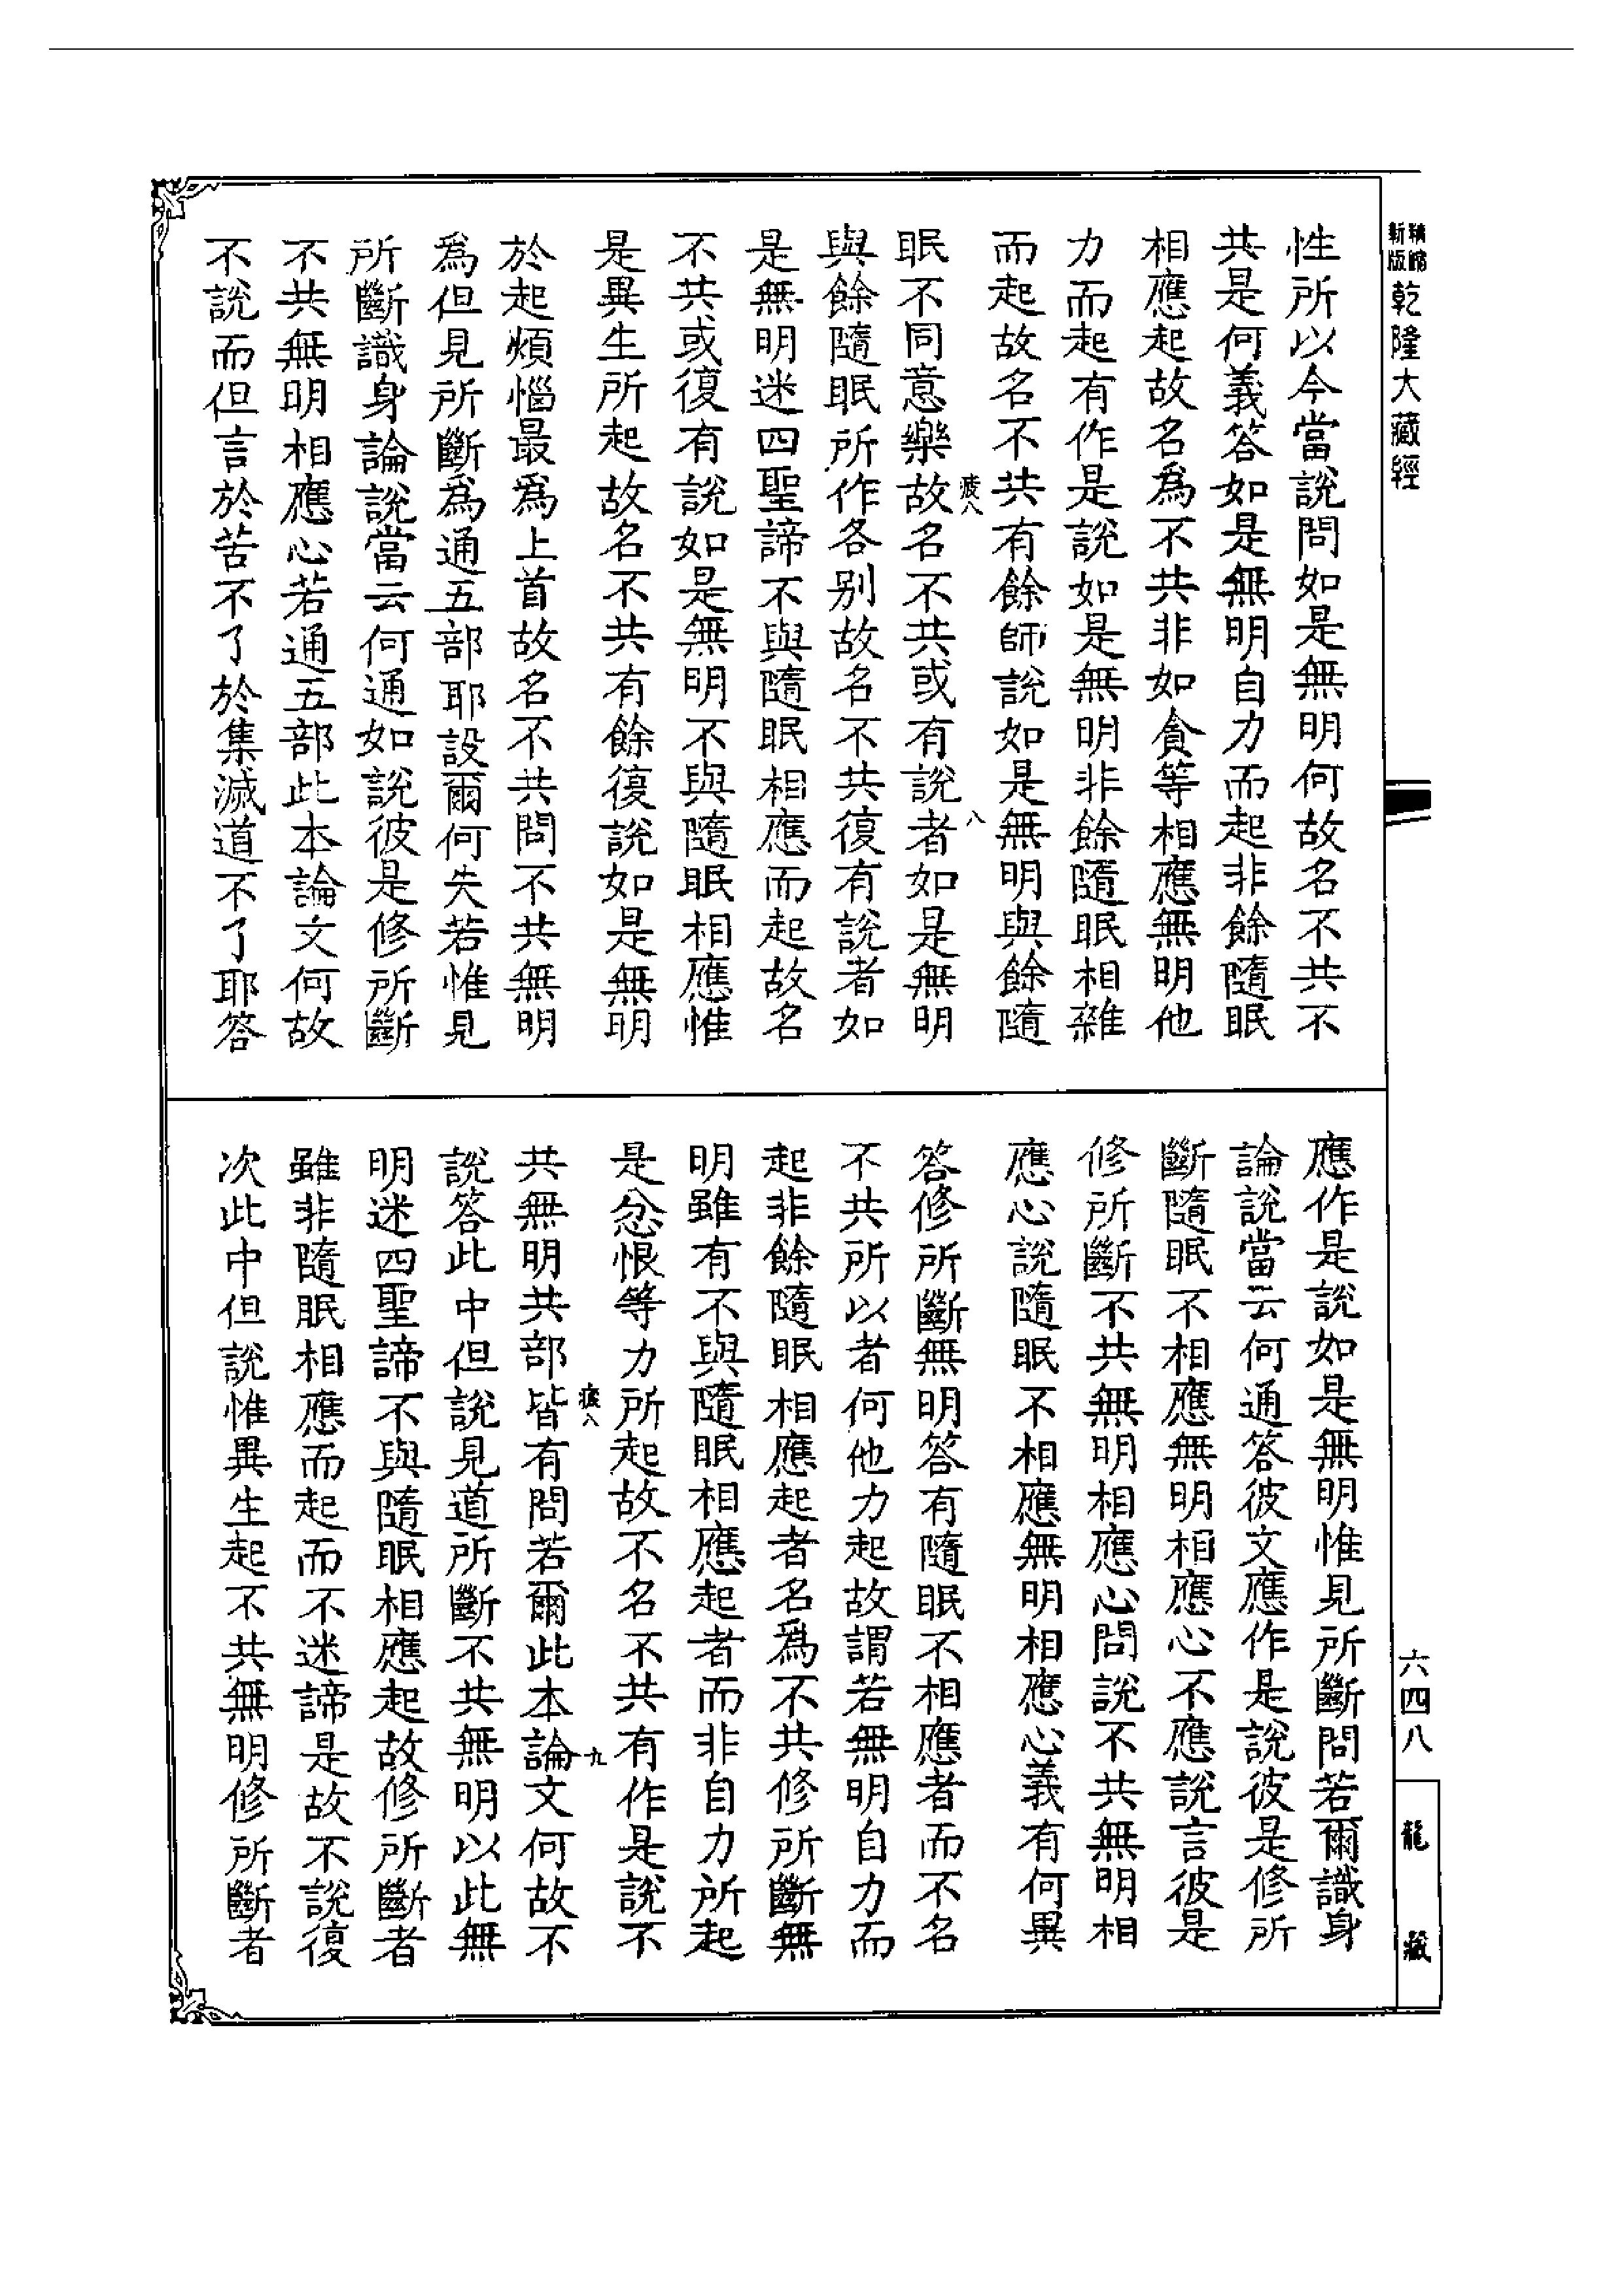 精縮新版乾隆大藏經
六四八
龍藏
性所以今當說問如是無明何故名不共不
共是何義答如是無明自力而起非餘隨眠
相應起故名為不共非如貪等相應無明他
力而起有作是說如是無明非餘隨眠相雜
而起故名不共有餘師說如是無明與餘隨
眠不同意樂故名不共或有說者如是無明
疲八
八
與餘隨眠所作各别故名不共復有說者如
是無明迷四聖諦不與隨眠相應而起故名
不共或復有說如是無明不與隨眠相應惟
是異生所起故名不共有餘復說如是無明
於起煩惱最爲上首故名不共問不共無明
爲但見所斷為通五部耶設爾何失若惟見
所斷識身論說當云何通如說彼是修所斷
不共無明相應心若通五部此本論文何故
不說而但言於苦不了於集滅道不了耶答
應作是說如是無明惟見所斷問若爾識身
論說當云何通答彼文應作是說彼是修所
斷隨眠不相應無明相應心不應說言彼是
修所斷不共無明相應心問說不共無明相
應心說隨眠不相應無明相應心義有何異
答修所斷無明答有隨眠不相應者而不名
不共所以者何他力起故謂若無明自力而
起非餘隨眠相應起者名爲不共修所斷無
明雖有不與隨眠相應起者而非自力所起
是忿恨等力所起故不名不共有作是說不
疲八
九
共無明共部皆有問若爾此本論文何故不
說答此中但說見道所斷不共無明以此無
明迷四聖諦不與隨眠相應起故修所斷者
雖非隨眠相應而起而不迷諦是故不說復
次此中但說惟異生起不共無明修所斷者